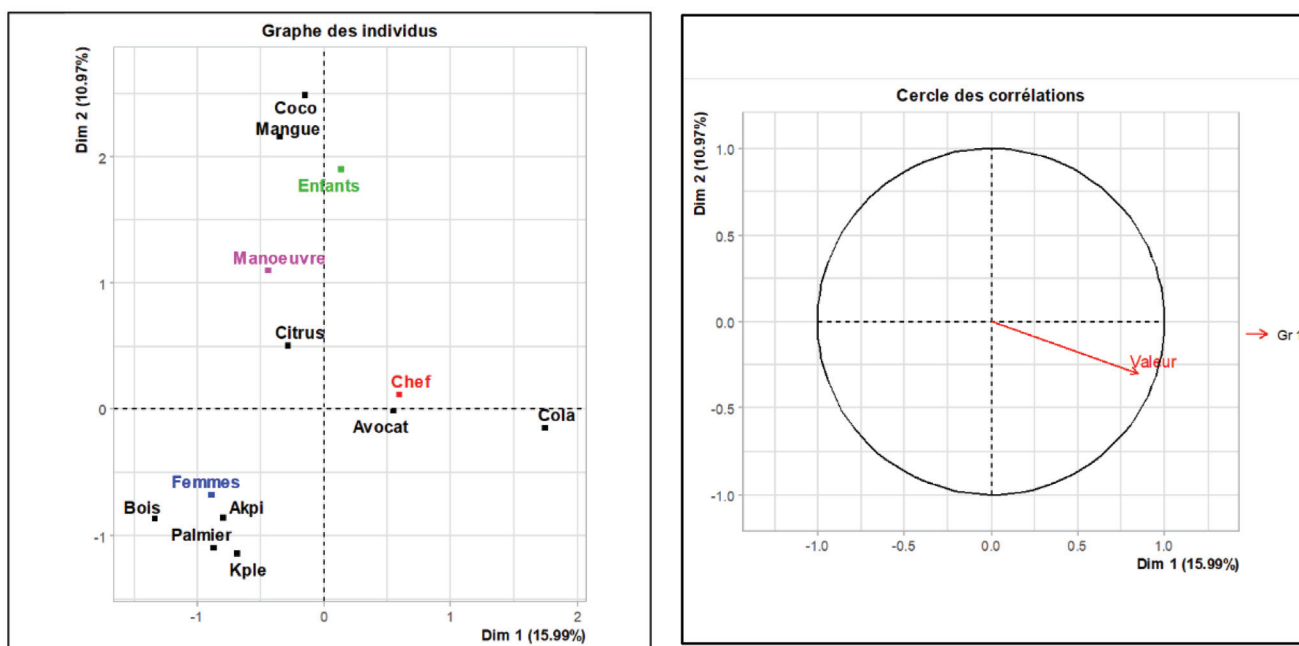 Graphe des individus
Dim 2 (10.97%)
Coco
Mangue
2
Enfants
Manoeuvre
1
Citrus
Chef
0
Avocat
Cola
Femmes
Bois
Akpi
-1
Palmier
Kple
-1
0
1
2
Dim 1 (15.99%)
Cercle des corrélations
Dim 2 (10.97%)
1.0
0.5
0.0
Gr 1
Valeur
-0.5
-1.0
-1.0
-0.5
0.0
0.5
1.0
Dim 1 (15.99%)